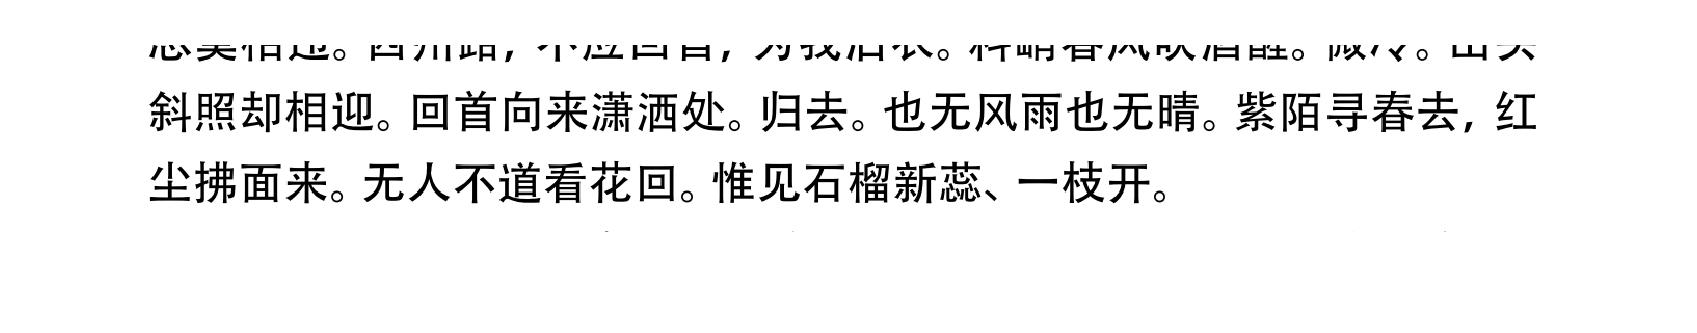 斜照却相迎。回首向来潇洒处。归去。也无风雨也无晴。紫陌寻春去，红
尘拂面来。无人不道看花回。惟见石榴新蕊、一枝开。